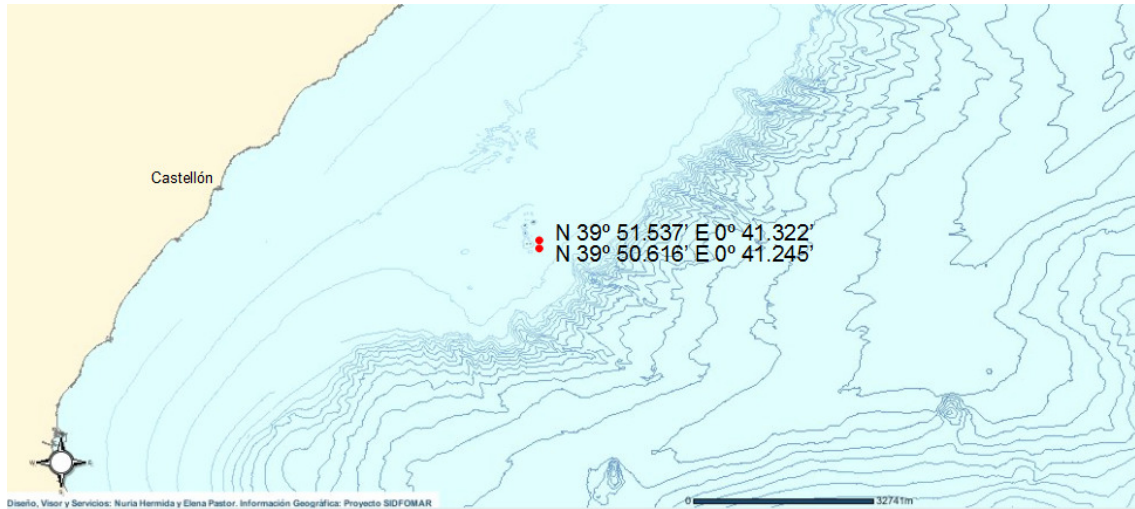 Castellón
N 39º 51.537’ E 0º 41.322’
N 39º 50.616’ E 0º 41.245’
Diseño, Visor y Servicios: Nuria Hermida y Elena Pastor. Información Geográfica: Proyecto SIDFOMAR
0 32741m